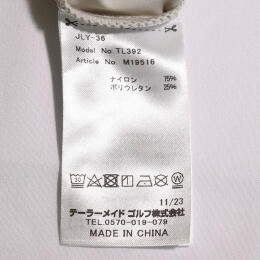 JLY-36
Model No. TL392
Article No. M19516
ナイロン 75%
ポリウレタン 25%
30
11/23
テーラーメイド ゴルフ株式会社
TEL.0570-019-079
MADE IN CHINA